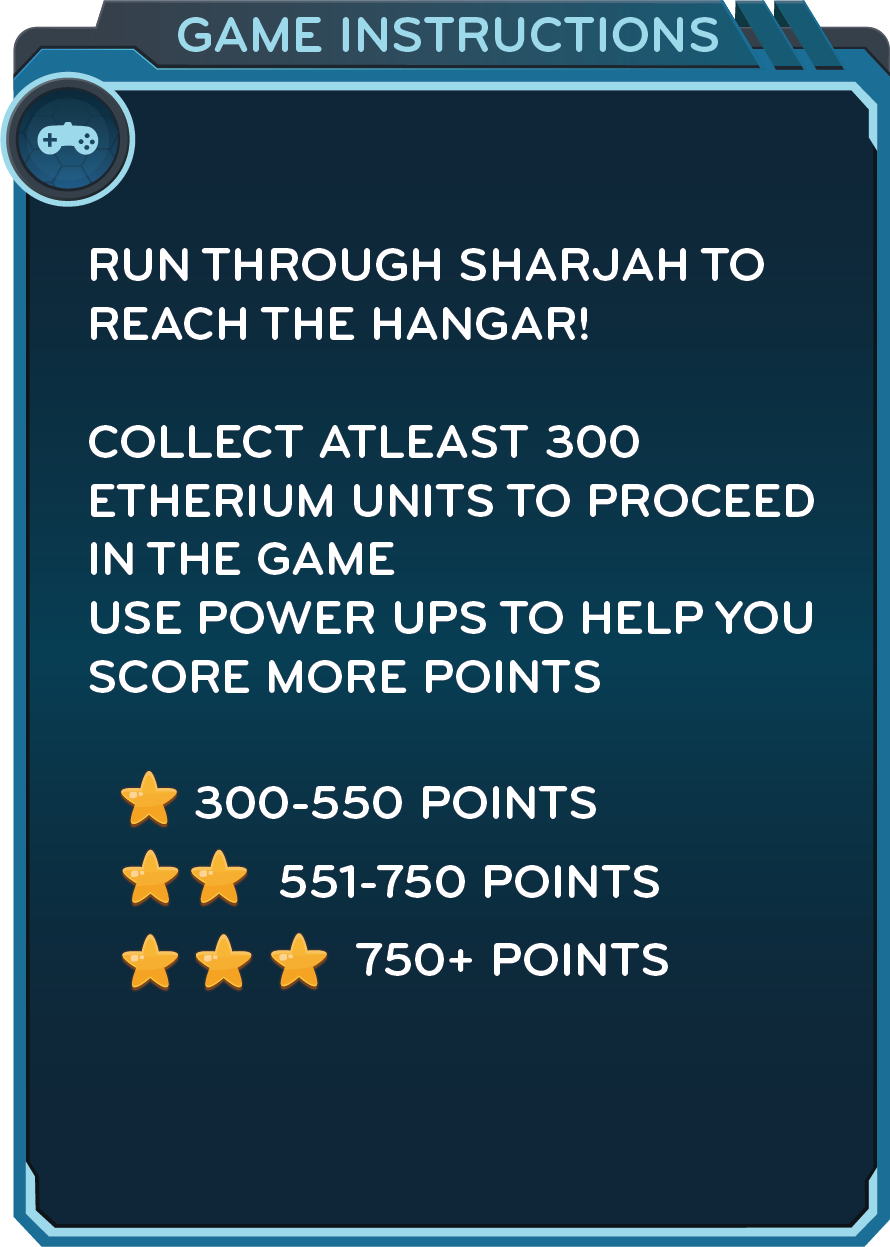 GAME INSTRUCTIONS
RUN THROUGH SHARJAH TO
REACH THE HANGAR!
COLLECT ATLEAST 300
ETHERIUM UNITS TO PROCEED
IN THE GAME
USE POWER UPS TO HELP YOU
SCORE MORE POINTS
300-550 POINTS
551-750 POINTS
750+ POINTS